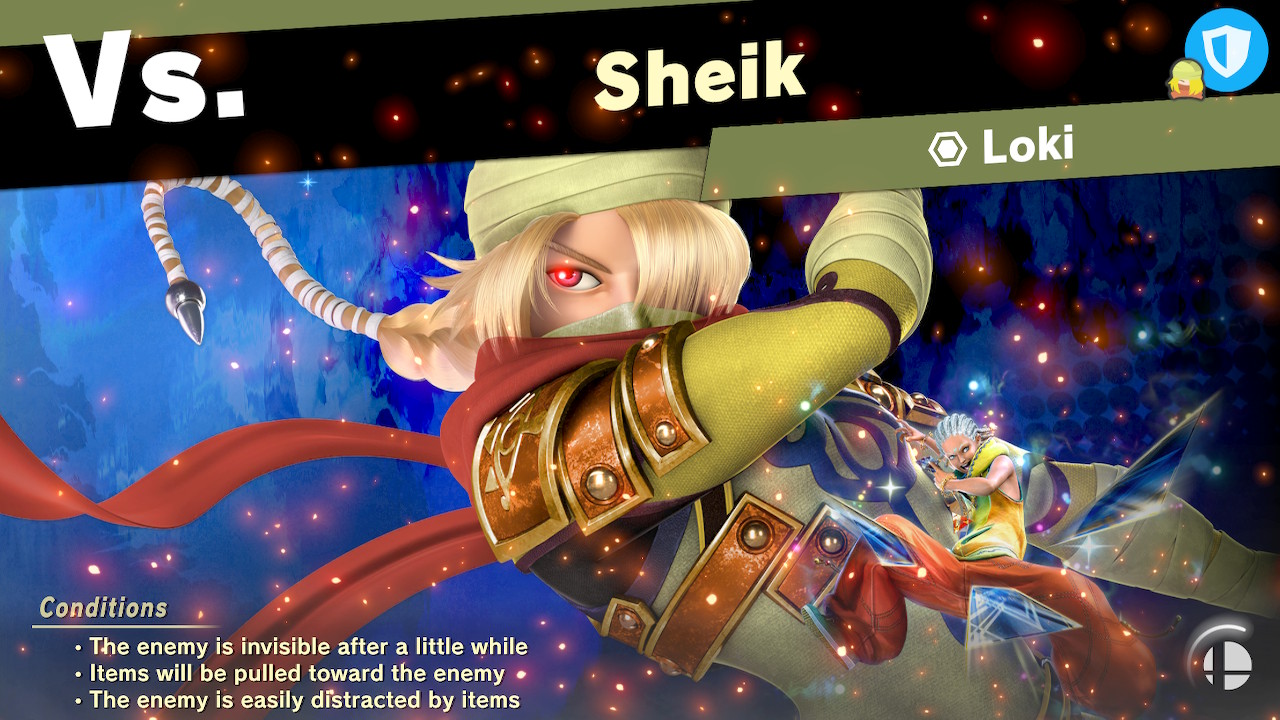 Vs.
Sheik
Loki
Conditions
• The enemy is invisible after a little while
• Items will be pulled toward the enemy
• The enemy is easily distracted by items